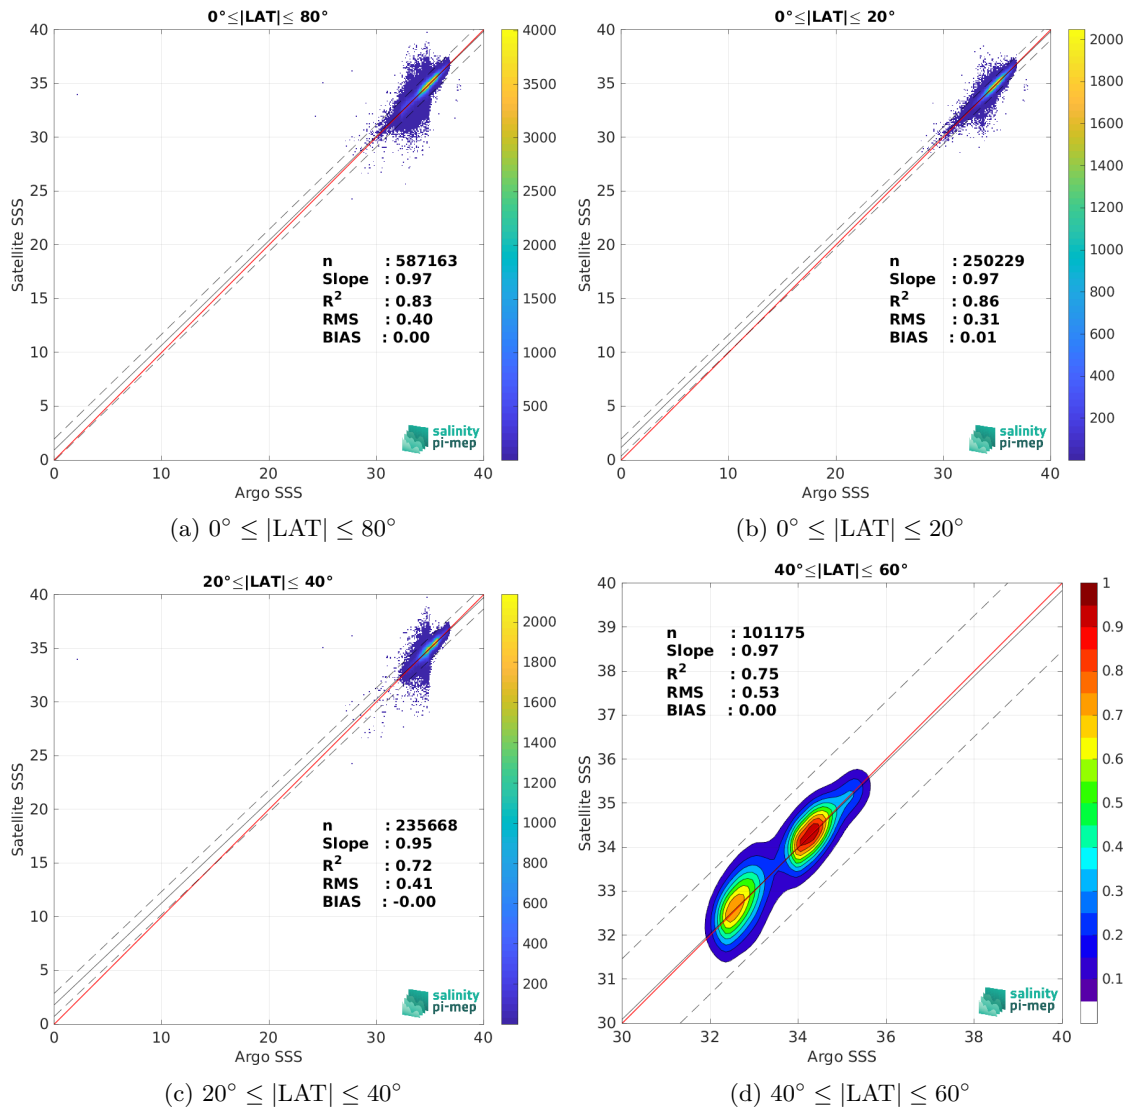 0°≤|LAT|≤ 80°
40
35
30
25
20
15
10
5
0
Satellite SSS
n : 587163
Slope : 0.97
R² : 0.83
RMS : 0.40
BIAS : 0.00
salinity
pi-mep
0 10 20 30 40
Argo SSS
4000
3500
3000
2500
2000
1500
1000
500
(a) 0° ≤ |LAT| ≤ 80°
0°≤|LAT|≤ 20°
40
35
30
25
20
15
10
5
0
Satellite SSS
n : 250229
Slope : 0.97
R² : 0.86
RMS : 0.31
BIAS : 0.01
salinity
pi-mep
0 10 20 30 40
Argo SSS
2000
1800
1600
1400
1200
1000
800
600
400
200
(b) 0° ≤ |LAT| ≤ 20°
20°≤|LAT|≤ 40°
40
35
30
25
20
15
10
5
0
Satellite SSS
n : 235668
Slope : 0.95
R² : 0.72
RMS : 0.41
BIAS : -0.00
salinity
pi-mep
0 10 20 30 40
Argo SSS
2000
1800
1600
1400
1200
1000
800
600
400
200
(c) 20° ≤ |LAT| ≤ 40°
40°≤|LAT|≤ 60°
40
39
38
37
36
35
34
33
32
31
30
Satellite SSS
n : 101175
Slope : 0.97
R² : 0.75
RMS : 0.53
BIAS : 0.00
salinity
pi-mep
30 32 34 36 38 40
Argo SSS
1
0.9
0.8
0.7
0.6
0.5
0.4
0.3
0.2
0.1
(d) 40° ≤ |LAT| ≤ 60°